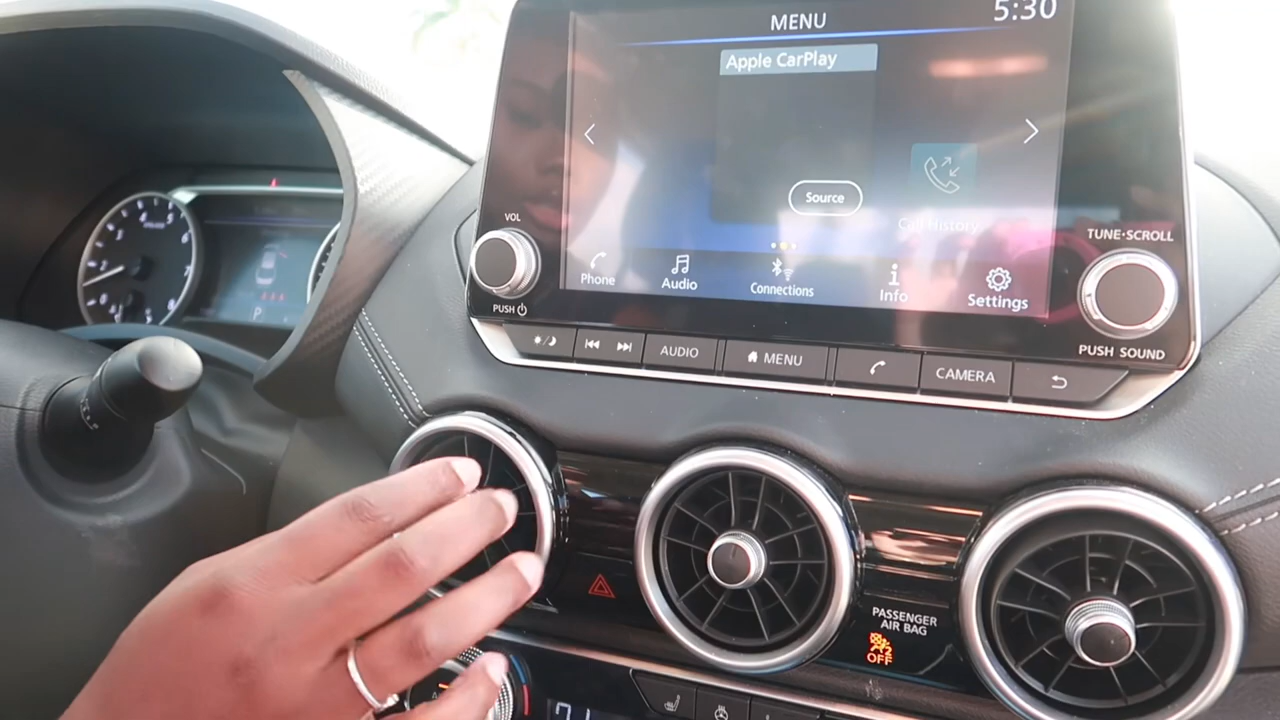 MENU
5:30
Apple CarPlay
Source
Call History
VOL
TUNE·SCROLL
Phone
Audio
Connections
Info
Settings
PUSH
PUSH SOUND
AUDIO
MENU
CAMERA
P
PASSENGER
AIR BAG
OFF